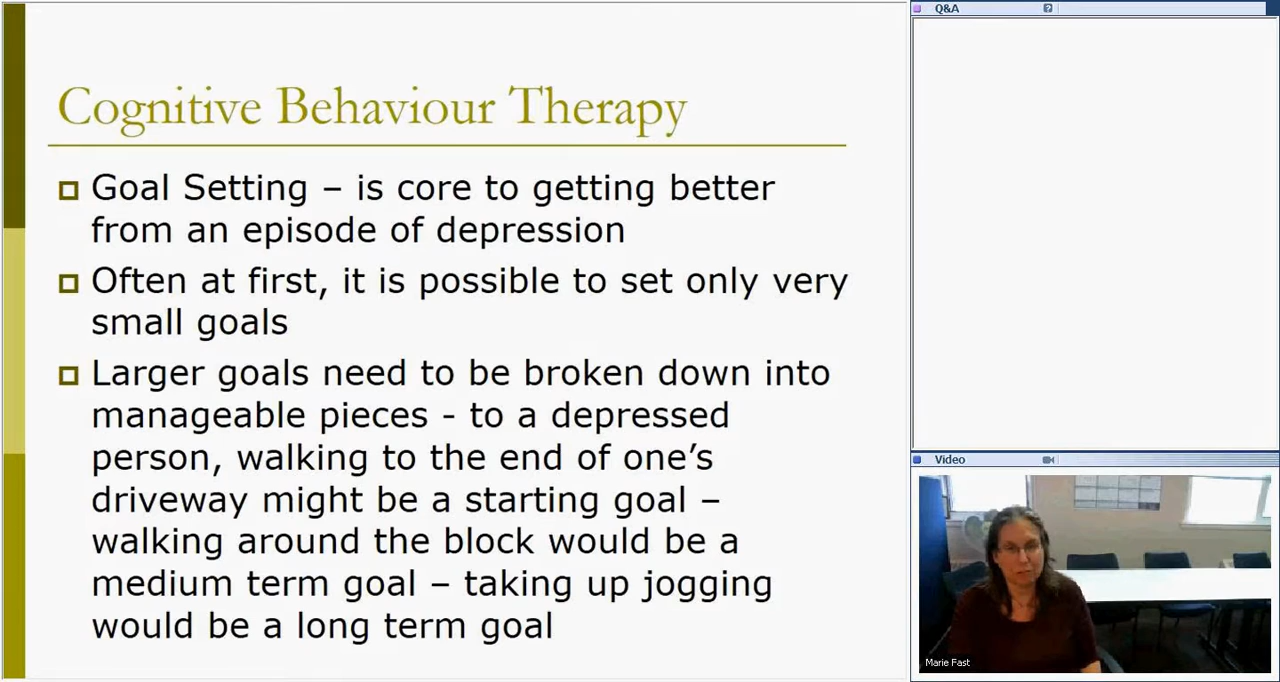 Cognitive Behaviour Therapy
Goal Setting – is core to getting better
from an episode of depression
Often at first, it is possible to set only very
small goals
Larger goals need to be broken down into
manageable pieces - to a depressed
person, walking to the end of one’s
driveway might be a starting goal –
walking around the block would be a
medium term goal – taking up jogging
would be a long term goal
Q&A
?
Video
Marie Fast